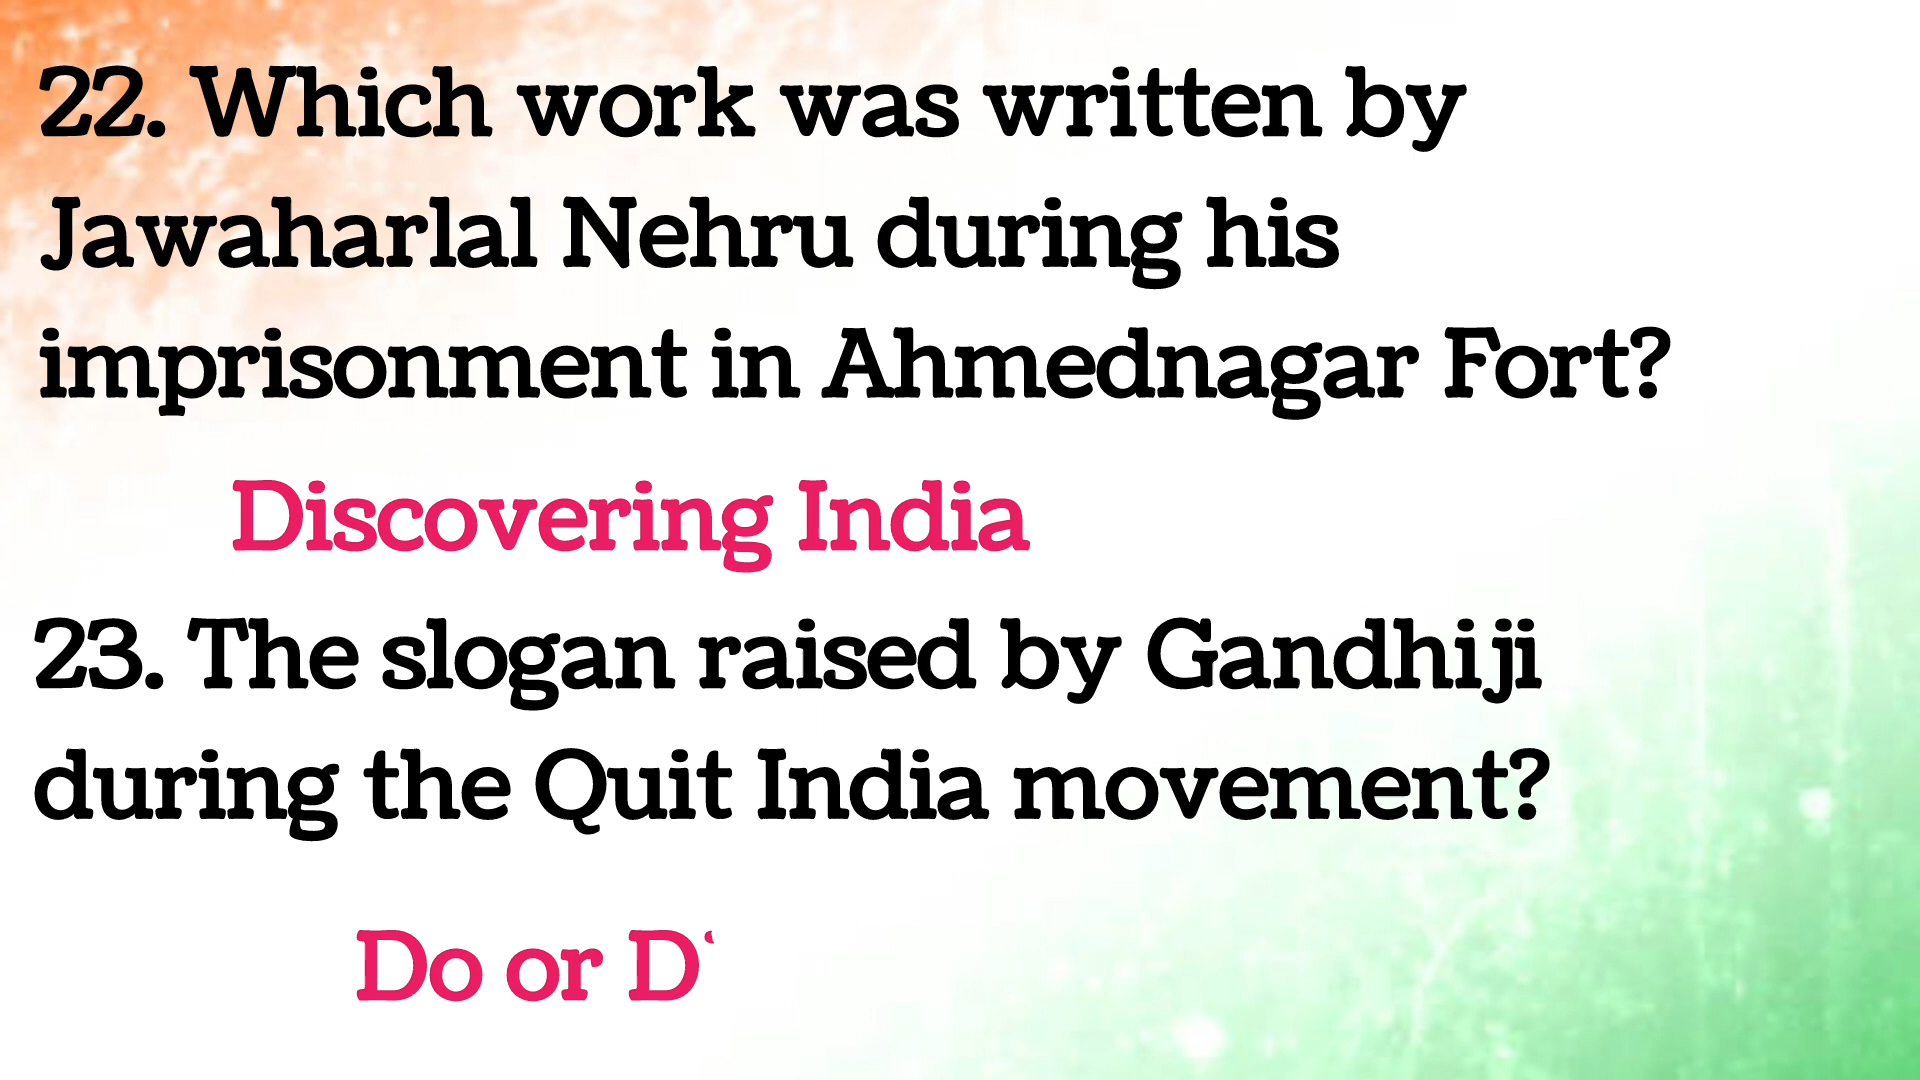 22. Which work was written by
Jawaharlal Nehru during his
imprisonment in Ahmednagar Fort?
Discovering India
23. The slogan raised by Gandhiji
during the Quit India movement?
Do or D